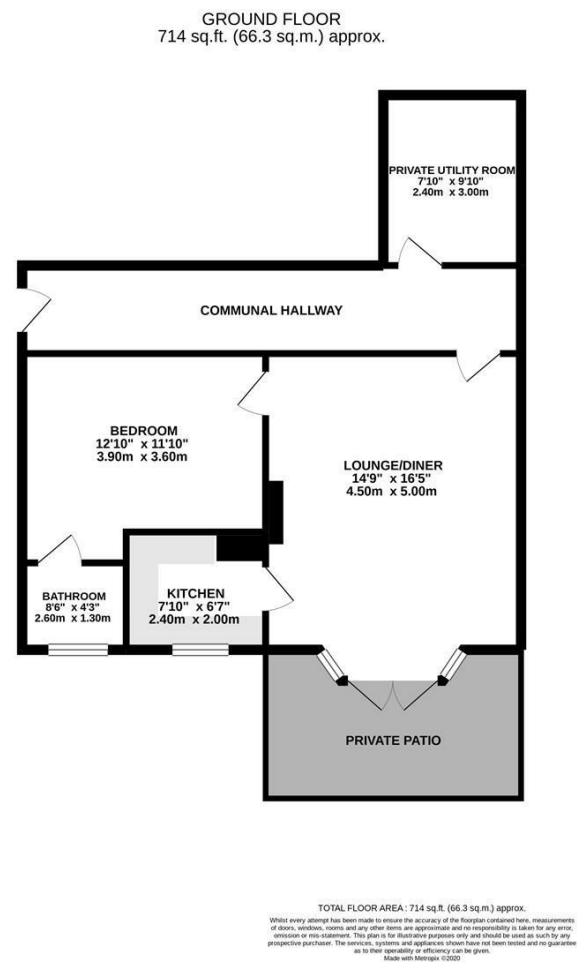 GROUND FLOOR
714 sq.ft. (66.3 sq.m.) approx.
PRIVATE UTILITY ROOM
7'10" x 9'10"
2.40m x 3.00m
COMMUNAL HALLWAY
BEDROOM
12'10" x 11'10"
3.90m x 3.60m
LOUNGE/DINER
14'9" x 16'5"
4.50m x 5.00m
BATHROOM
8'6" x 4'3"
2.60m x 1.30m
KITCHEN
7'10" x 6'7"
2.40m x 2.00m
PRIVATE PATIO
TOTAL FLOOR AREA : 714 sq.ft. (66.3 sq.m.) approx.
Whilst every attempt has been made to ensure the accuracy of the floorplan contained here, measurements
of doors, windows, rooms and any other items are approximate and no responsibility is taken for any error,
omission or mis-statement. This plan is for illustrative purposes only and should be used as such by any
prospective purchaser. The services, systems and appliances shown have not been tested and no guarantee
as to their operability or efficiency can be given.
Made with Metropix ©2020